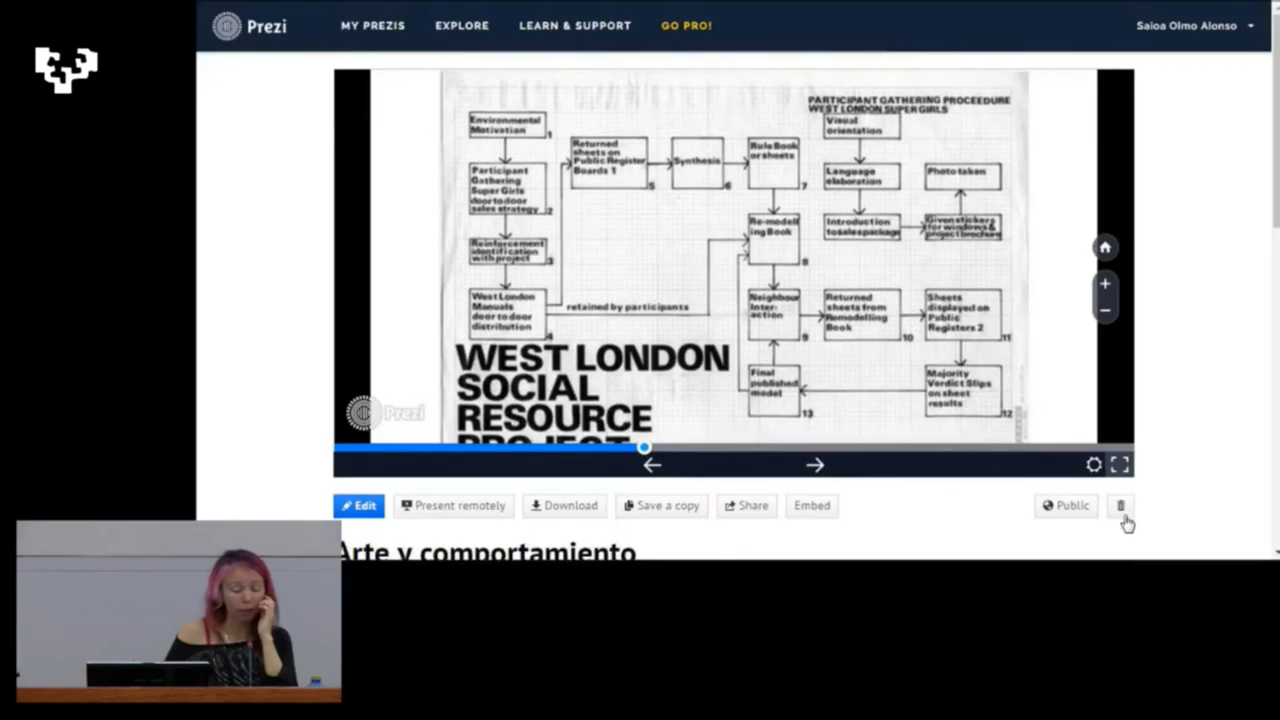 Prezi
MY PREZIS
EXPLORE
LEARN & SUPPORT
GO PRO!
Saioa Olmo Alonso
PARTICIPANT GATHERING PROCEEDURE
WEST LONDON SUPER GIRLS
Environmental
Motivation
1
Participant
Gathering
Super Girls
door to door
sales strategy
2
Reinforcement
identification
with project
3
West London
Manuals
door to door
distribution
4
Returned
sheets on
Public Register
Boards 1
5
Synthesis
6
Rule Book
or sheets
7
Re-modell
ing Book
8
retained by participants
Neighbour
Inter-
action
9
Final
published
model
13
Visual
orientation
Language
elaboration
Introduction
to sales package
Photo taken
Given stickers
for windows &
project brochure
Returned
sheets from
Remodelling
Book
10
Sheets
displayed on
Public
Registers 2
11
Majority
Verdict Slips
on sheet
results
12
WEST LONDON
SOCIAL
RESOURCE
PROJECT
Prezi
Edit
Present remotely
Download
Save a copy
Share
Embed
Public
Arte y comportamiento